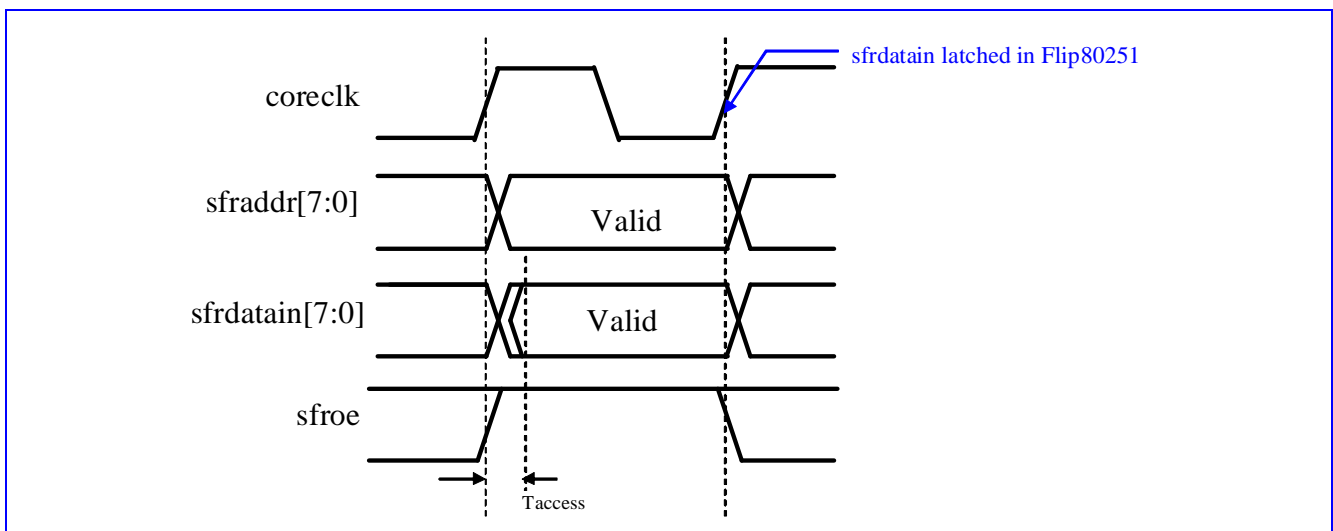 sfrdatain latched in Flip80251
coreclk
sfraddr[7:0]
Valid
sfrdatain[7:0]
Valid
sfroe
Taccess